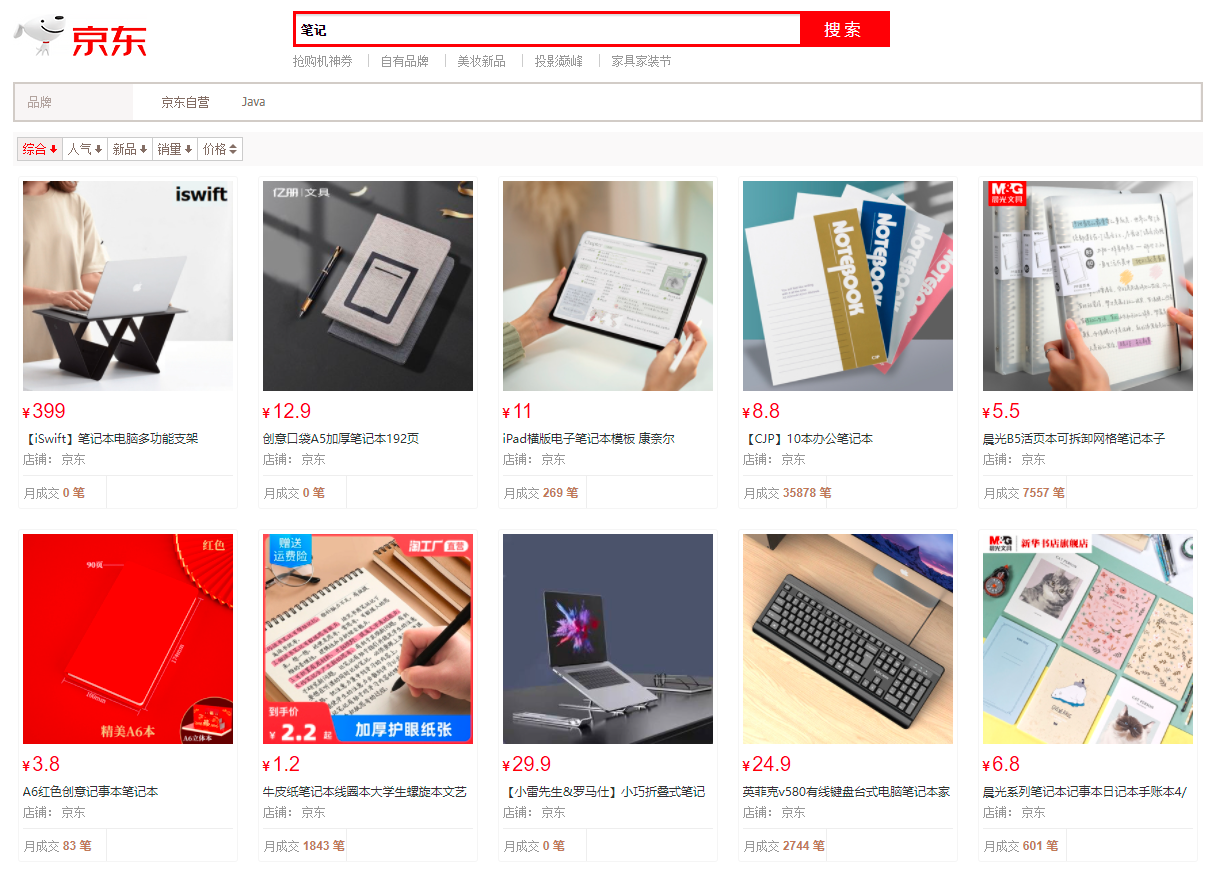 京东
笔记
搜索
抢购机神券
自有品牌
美妆新品
投影巅峰
家具家装节
品牌
京东自营
Java
综合
人气
新品
销量
价格
iswift
亿朋 文具
NOTEBOOK
NOTEBOOK
NOTEBOOK
NOTEBOOK
CJP
M&G
晨光文具
¥399
¥12.9
¥11
¥8.8
¥5.5
【iSwift】笔记本电脑多功能支架
创意口袋A5加厚笔记本192页
iPad横版电子笔记本模板 康奈尔
【CJP】10本办公笔记本
晨光B5活页本可拆卸网格笔记本子
店铺： 京东
店铺： 京东
店铺： 京东
店铺： 京东
店铺： 京东
月成交 0 笔
月成交 0 笔
月成交 269 笔
月成交 35878 笔
月成交 7557 笔
红色
90页
精美A6本
A6立体本
赠送
运费险
淘工厂 直营
到手价
¥ 2.2 起
加厚护眼纸张
M&G
晨光文具
新华书店旗舰店
¥3.8
¥1.2
¥29.9
¥24.9
¥6.8
A6红色创意记事本笔记本
牛皮纸笔记本线圈本大学生螺旋本文艺
【小雷先生&罗马仕】小巧折叠式笔记
英菲克v580有线键盘台式电脑笔记本家
晨光系列笔记本记事本日记本手账本4/
店铺： 京东
店铺： 京东
店铺： 京东
店铺： 京东
店铺： 京东
月成交 83 笔
月成交 1843 笔
月成交 0 笔
月成交 2744 笔
月成交 601 笔